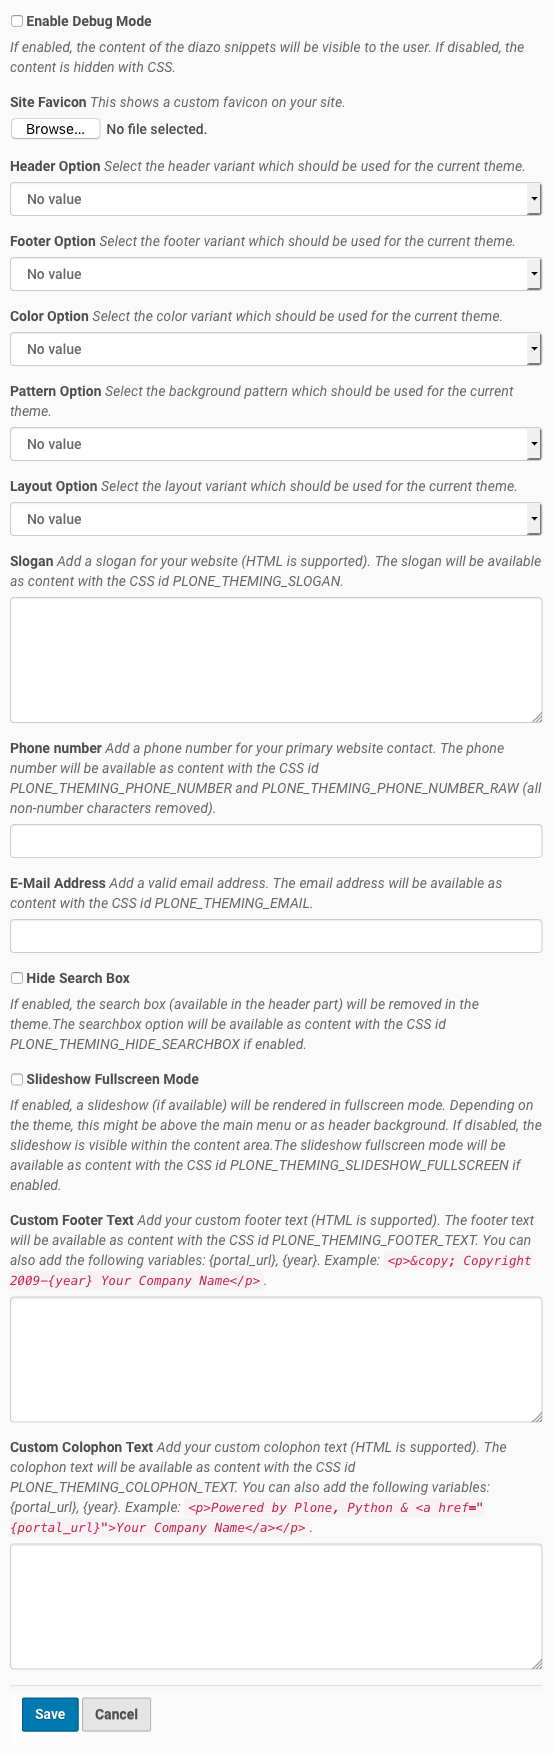 Enable Debug Mode
If enabled, the content of the diazo snippets will be visible to the user. If disabled, the
content is hidden with CSS.
Site Favicon This shows a custom favicon on your site.
Browse... No file selected.
Header Option Select the header variant which should be used for the current theme.
No value
Footer Option Select the footer variant which should be used for the current theme.
No value
Color Option Select the color variant which should be used for the current theme.
No value
Pattern Option Select the background pattern which should be used for the current
theme.
No value
Layout Option Select the layout variant which should be used for the current theme.
No value
Slogan Add a slogan for your website (HTML is supported). The slogan will be available
as content with the CSS id PLONE_THEMING_SLOGAN.
Phone number Add a phone number for your primary website contact. The phone
number will be available as content with the CSS id
PLONE_THEMING_PHONE_NUMBER and PLONE_THEMING_PHONE_NUMBER_RAW (all
non-number characters removed).
E-Mail Address Add a valid email address. The email address will be available as
content with the CSS id PLONE_THEMING_EMAIL.
Hide Search Box
If enabled, the search box (available in the header part) will be removed in the
theme.The searchbox option will be available as content with the CSS id
PLONE_THEMING_HIDE_SEARCHBOX if enabled.
Slideshow Fullscreen Mode
If enabled, a slideshow (if available) will be rendered in fullscreen mode. Depending on
the theme, this might be above the main menu or as header background. If disabled, the
slideshow is visible within the content area.The slideshow fullscreen mode will be
available as content with the CSS id PLONE_THEMING_SLIDESHOW_FULLSCREEN if
enabled.
Custom Footer Text Add your custom footer text (HTML is supported). The footer text
will be available as content with the CSS id PLONE_THEMING_FOOTER_TEXT. You can
also add the following variables: {portal_url}, {year}. Example: <p>&copy; Copyright
2009-{year} Your Company Name</p> .
Custom Colophon Text Add your custom colophon text (HTML is supported). The
colophon text will be available as content with the CSS id
PLONE_THEMING_COLOPHON_TEXT. You can also add the following variables:
{portal_url}, {year}. Example: <p>Powered by Plone, Python & <a href="
{portal_url}">Your Company Name</a></p> .
Save Cancel